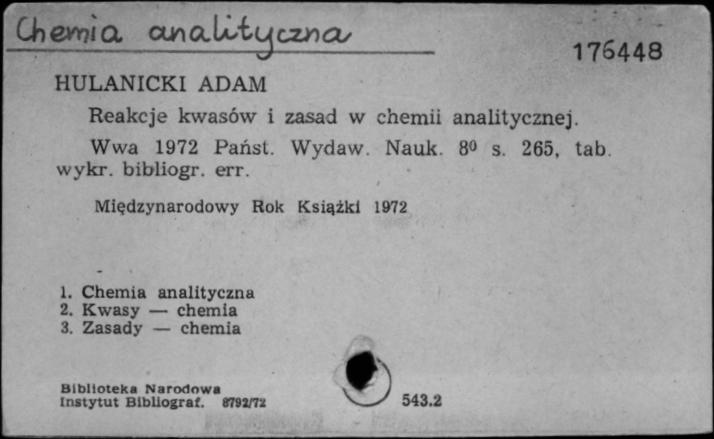 Chemia analityczna
176448
HULANICKI ADAM
Reakcje kwasów i zasad w chemii analitycznej.
Wwa 1972 Państ. Wydaw. Nauk. 8⁰ s. 265, tab.
wykr. bibliogr. err.
Międzynarodowy Rok Książki 1972
1. Chemia analityczna
2. Kwasy — chemia
3. Zasady — chemia
Biblioteka Narodowa
Instytut Bibliograf. 8792/72
543.2